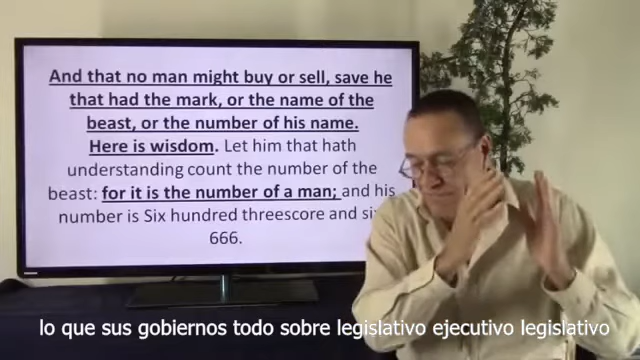 And that no man might buy or sell, save he
that had the mark, or the name of the
beast, or the number of his name.
Here is wisdom. Let him that hath
understanding count the number of the
beast: for it is the number of a man; and his
number is Six hundred threescore and six
666.
lo que sus gobiernos todo sobre legislativo ejecutivo legislativo